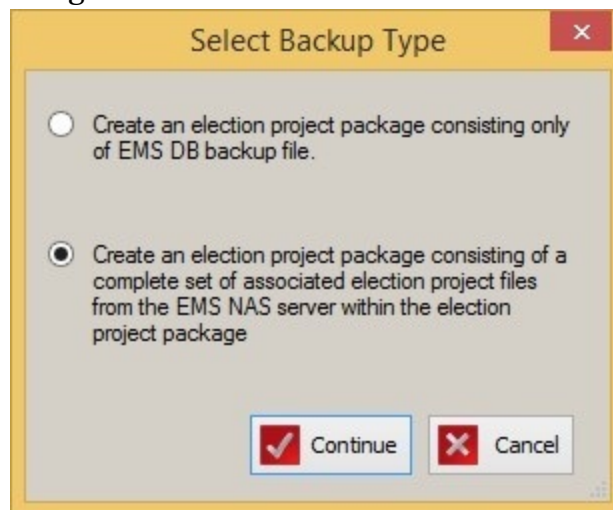 Select Backup Type
Create an election project package consisting only
of EMS DB backup file.
Create an election project package consisting of a
complete set of associated election project files
from the EMS NAS server within the election
project package
Continue
Cancel